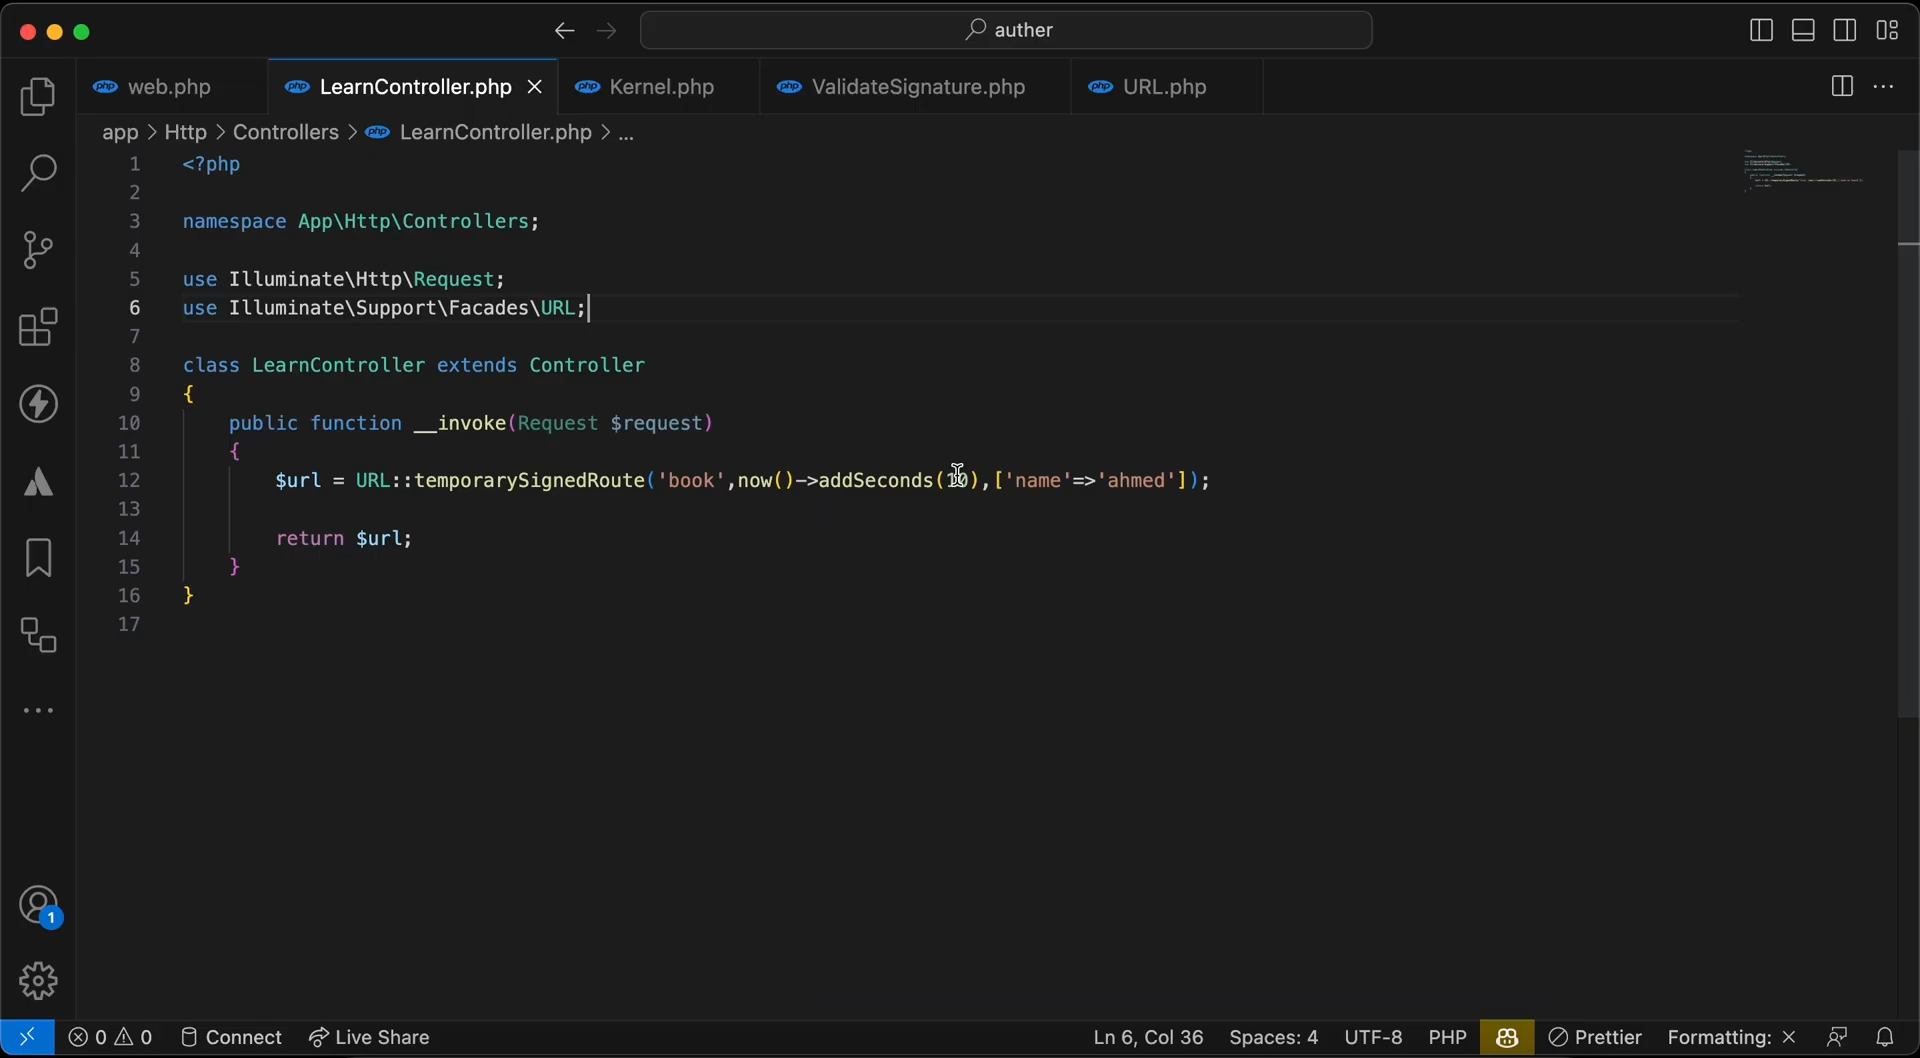 auther
web.php LearnController.php Kernel.php ValidateSignature.php URL.php
app > Http > Controllers > LearnController.php > ...
1 <?php
2
3 namespace App\Http\Controllers;
4
5 use Illuminate\Http\Request;
6 use Illuminate\Support\Facades\URL;
7
8 class LearnController extends Controller
9 {
10 public function __invoke(Request $request)
11 {
12 $url = URL::temporarySignedRoute('book',now()->addSeconds(10),['name'=>'ahmed']);
13
14 return $url;
15 }
16 }
17
1
0 0 Connect Live Share Ln 6, Col 36 Spaces: 4 UTF-8 PHP Prettier Formatting: ×